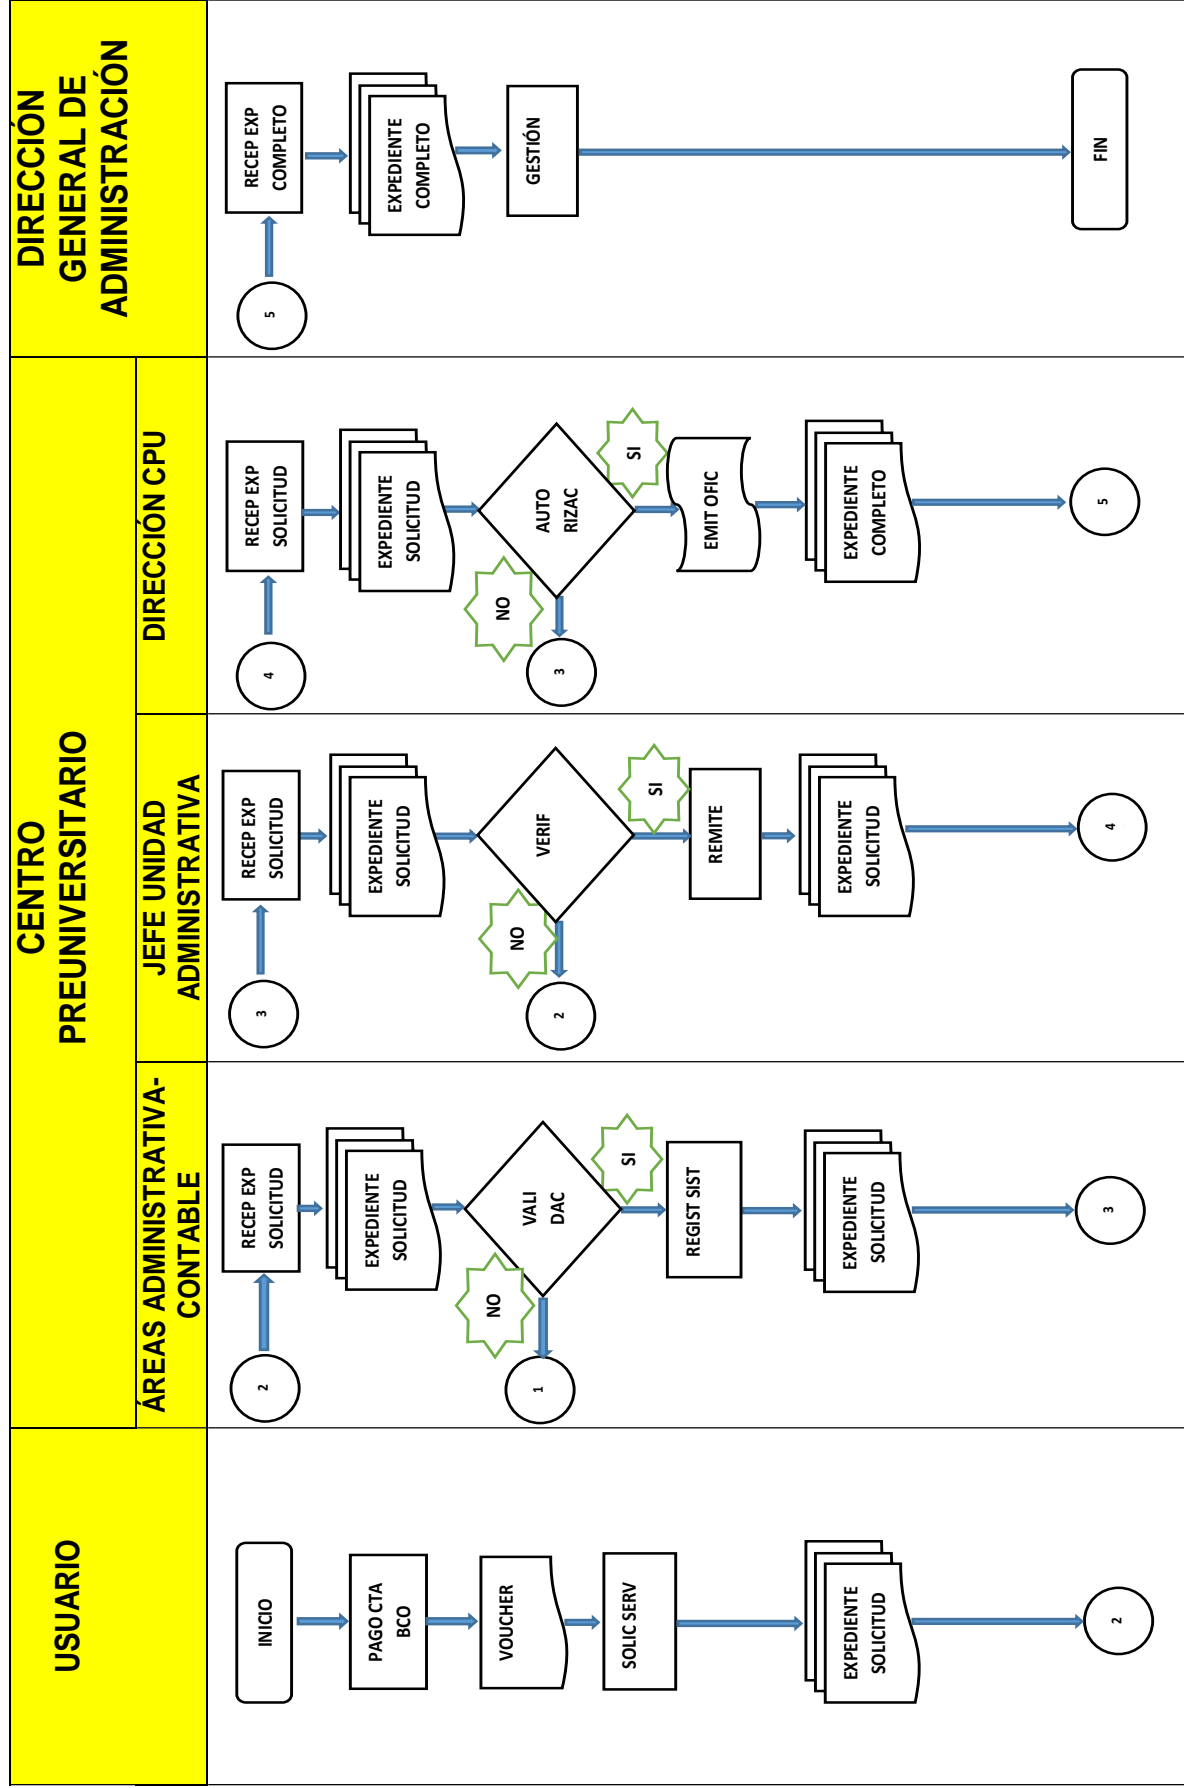 USUARIO
CENTRO
PREUNIVERSITARIO
DIRECCIÓN
GENERAL DE
ADMINISTRACIÓN
ÁREAS ADMINISTRATIVA-
CONTABLE
JEFE UNIDAD
ADMINISTRATIVA
DIRECCIÓN CPU
INICIO
PAGO CTA
BCO
VOUCHER
SOLIC SERV
EXPEDIENTE
SOLICITUD
2
2
RECEP EXP
SOLICITUD
EXPEDIENTE
SOLICITUD
VALI
DAC
NO
1
SI
REGIST SIST
EXPEDIENTE
SOLICITUD
3
3
RECEP EXP
SOLICITUD
EXPEDIENTE
SOLICITUD
VERIF
NO
2
SI
REMITE
EXPEDIENTE
SOLICITUD
4
4
RECEP EXP
SOLICITUD
EXPEDIENTE
SOLICITUD
AUTO
RIZAC
NO
3
SI
EMIT OFIC
EXPEDIENTE
COMPLETO
5
5
RECEP EXP
COMPLETO
EXPEDIENTE
COMPLETO
GESTIÓN
FIN